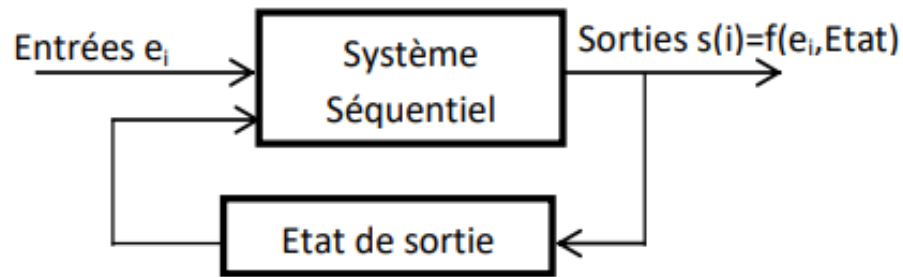 Entrées eᵢ
Système
Séquentiel
Sorties s(i)=f(eᵢ,Etat)
Etat de sortie